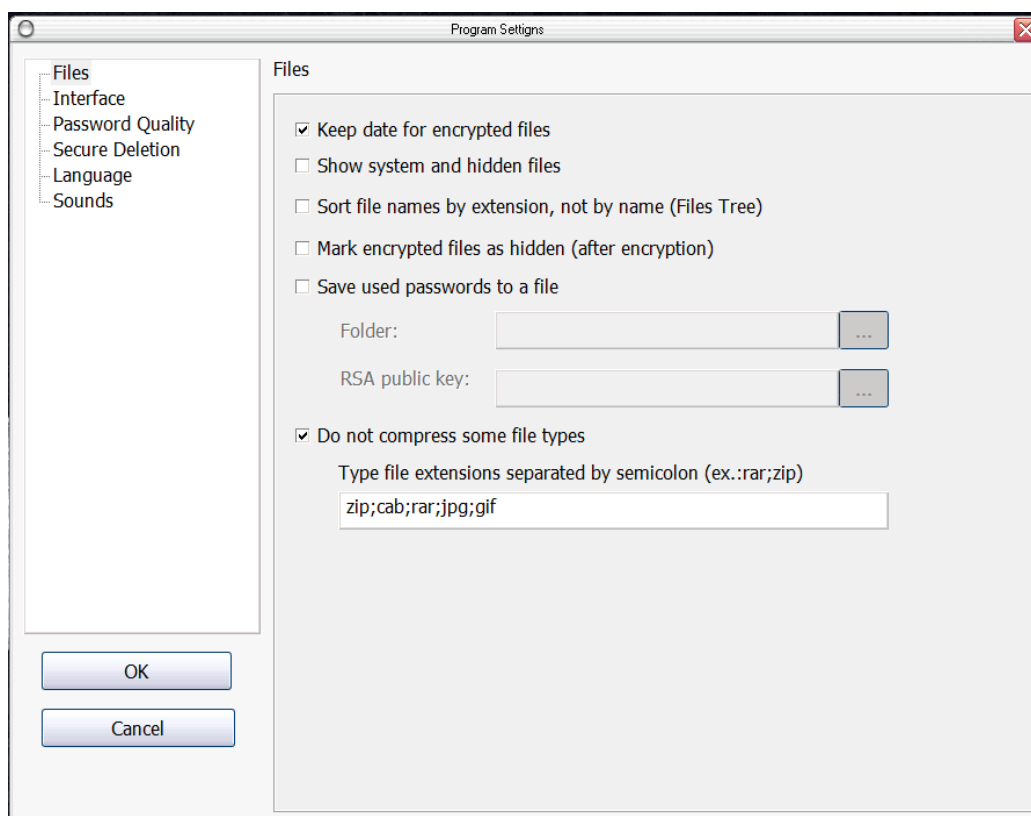 Program Settigns
Files
Interface
Password Quality
Secure Deletion
Language
Sounds
OK
Cancel
Files
Keep date for encrypted files
Show system and hidden files
Sort file names by extension, not by name (Files Tree)
Mark encrypted files as hidden (after encryption)
Save used passwords to a file
Folder:
...
RSA public key:
...
Do not compress some file types
Type file extensions separated by semicolon (ex.:rar;zip)
zip;cab;rar;jpg;gif